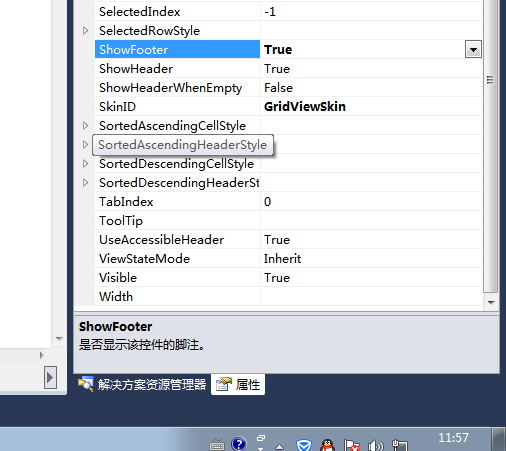 SelectedIndex -1
SelectedRowStyle
ShowFooter True
ShowHeader True
ShowHeaderWhenEmpty False
SkinID GridViewSkin
SortedAscendingCellStyle
SortedAscendingHeaderStyle
SortedDescendingCellStyle
SortedDescendingHeaderSt
TabIndex 0
ToolTip
UseAccessibleHeader True
ViewStateMode Inherit
Visible True
Width
ShowFooter
是否显示该控件的脚注。
解决方案资源管理器 属性
11:57